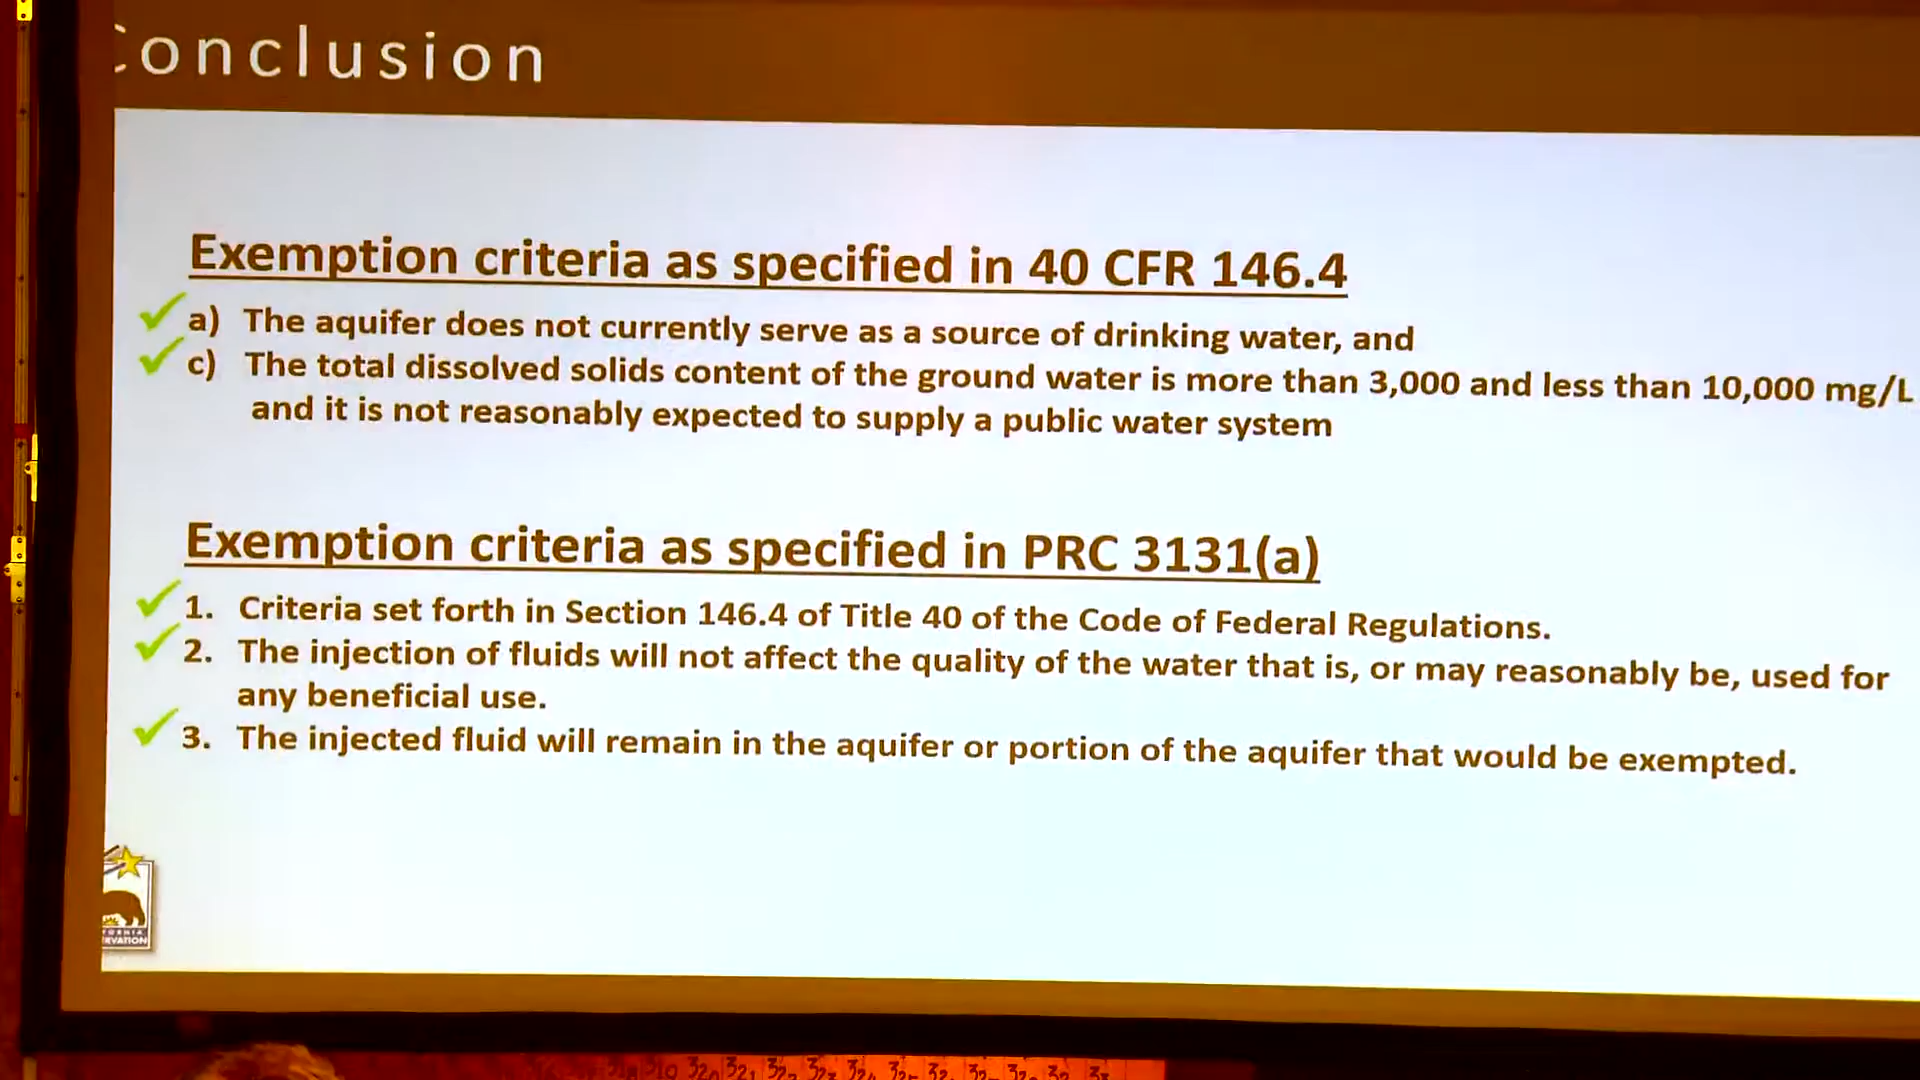 Conclusion
Exemption criteria as specified in 40 CFR 146.4
a) The aquifer does not currently serve as a source of drinking water, and
c) The total dissolved solids content of the ground water is more than 3,000 and less than 10,000 mg/L
and it is not reasonably expected to supply a public water system
Exemption criteria as specified in PRC 3131(a)
1. Criteria set forth in Section 146.4 of Title 40 of the Code of Federal Regulations.
2. The injection of fluids will not affect the quality of the water that is, or may reasonably be, used for
any beneficial use.
3. The injected fluid will remain in the aquifer or portion of the aquifer that would be exempted.